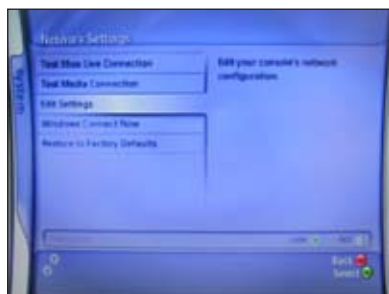 Network Settings
System
Test Xbox Live Connection
Test Media Connection
Edit Settings
Windows Connect Now
Restore to Factory Defaults
Edit your console's network
configuration.
Back
Select